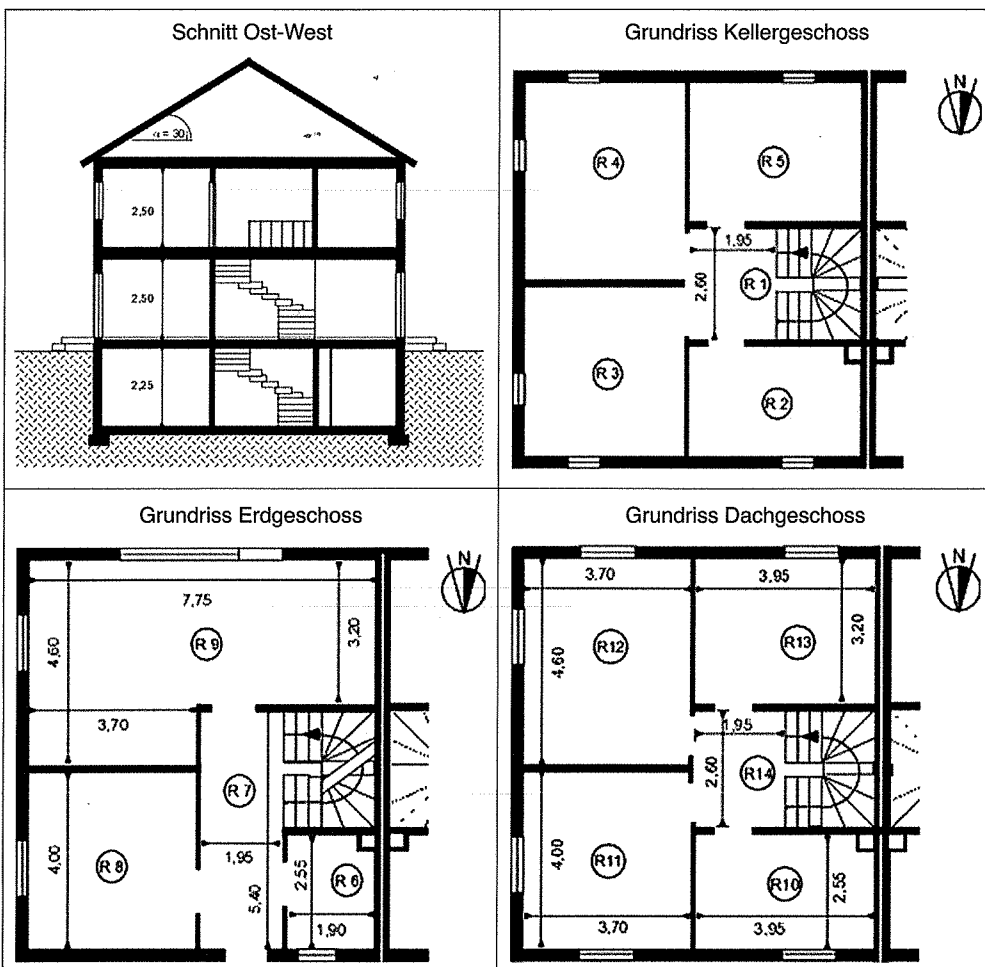 Schnitt Ost-West
α = 30
2,50
2,50
2,25
Grundriss Kellergeschoss
N
R 4
R 5
1,95
2,60
R 1
R 3
R 2
Grundriss Erdgeschoss
N
7,75
4,60
R 9
3,20
3,70
R 7
4,00
R 8
1,95
5,40
2,55
R 6
1,90
Grundriss Dachgeschoss
N
3,70
3,95
4,60
R12
R13
3,20
1,95
2,60
R14
4,00
R11
R10
2,55
3,70
3,95